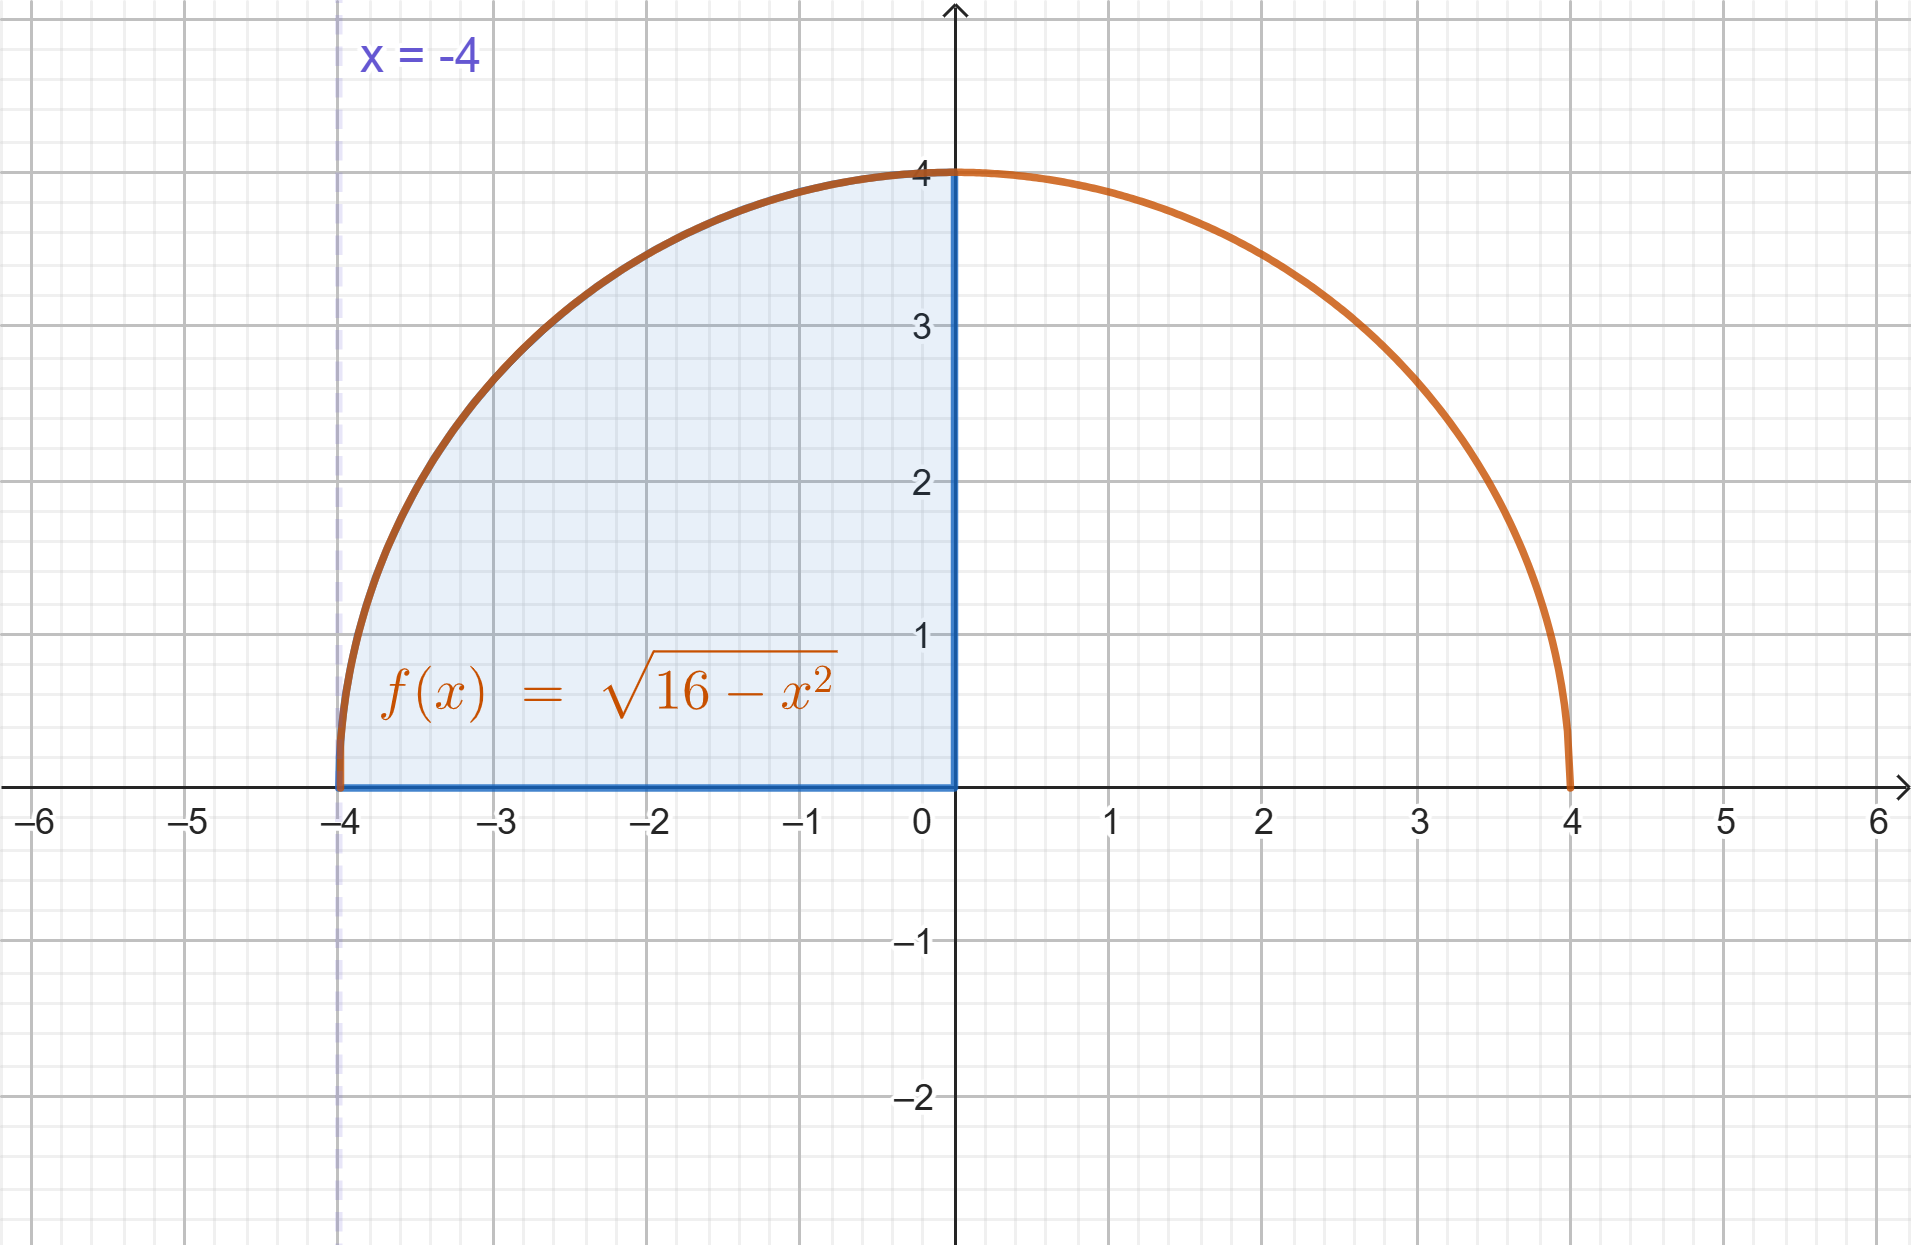 x = -4
4
3
2
1
f(x) = √(16 − x²)
–6 –5 –4 –3 –2 –1 0 1 2 3 4 5 6
–1
–2